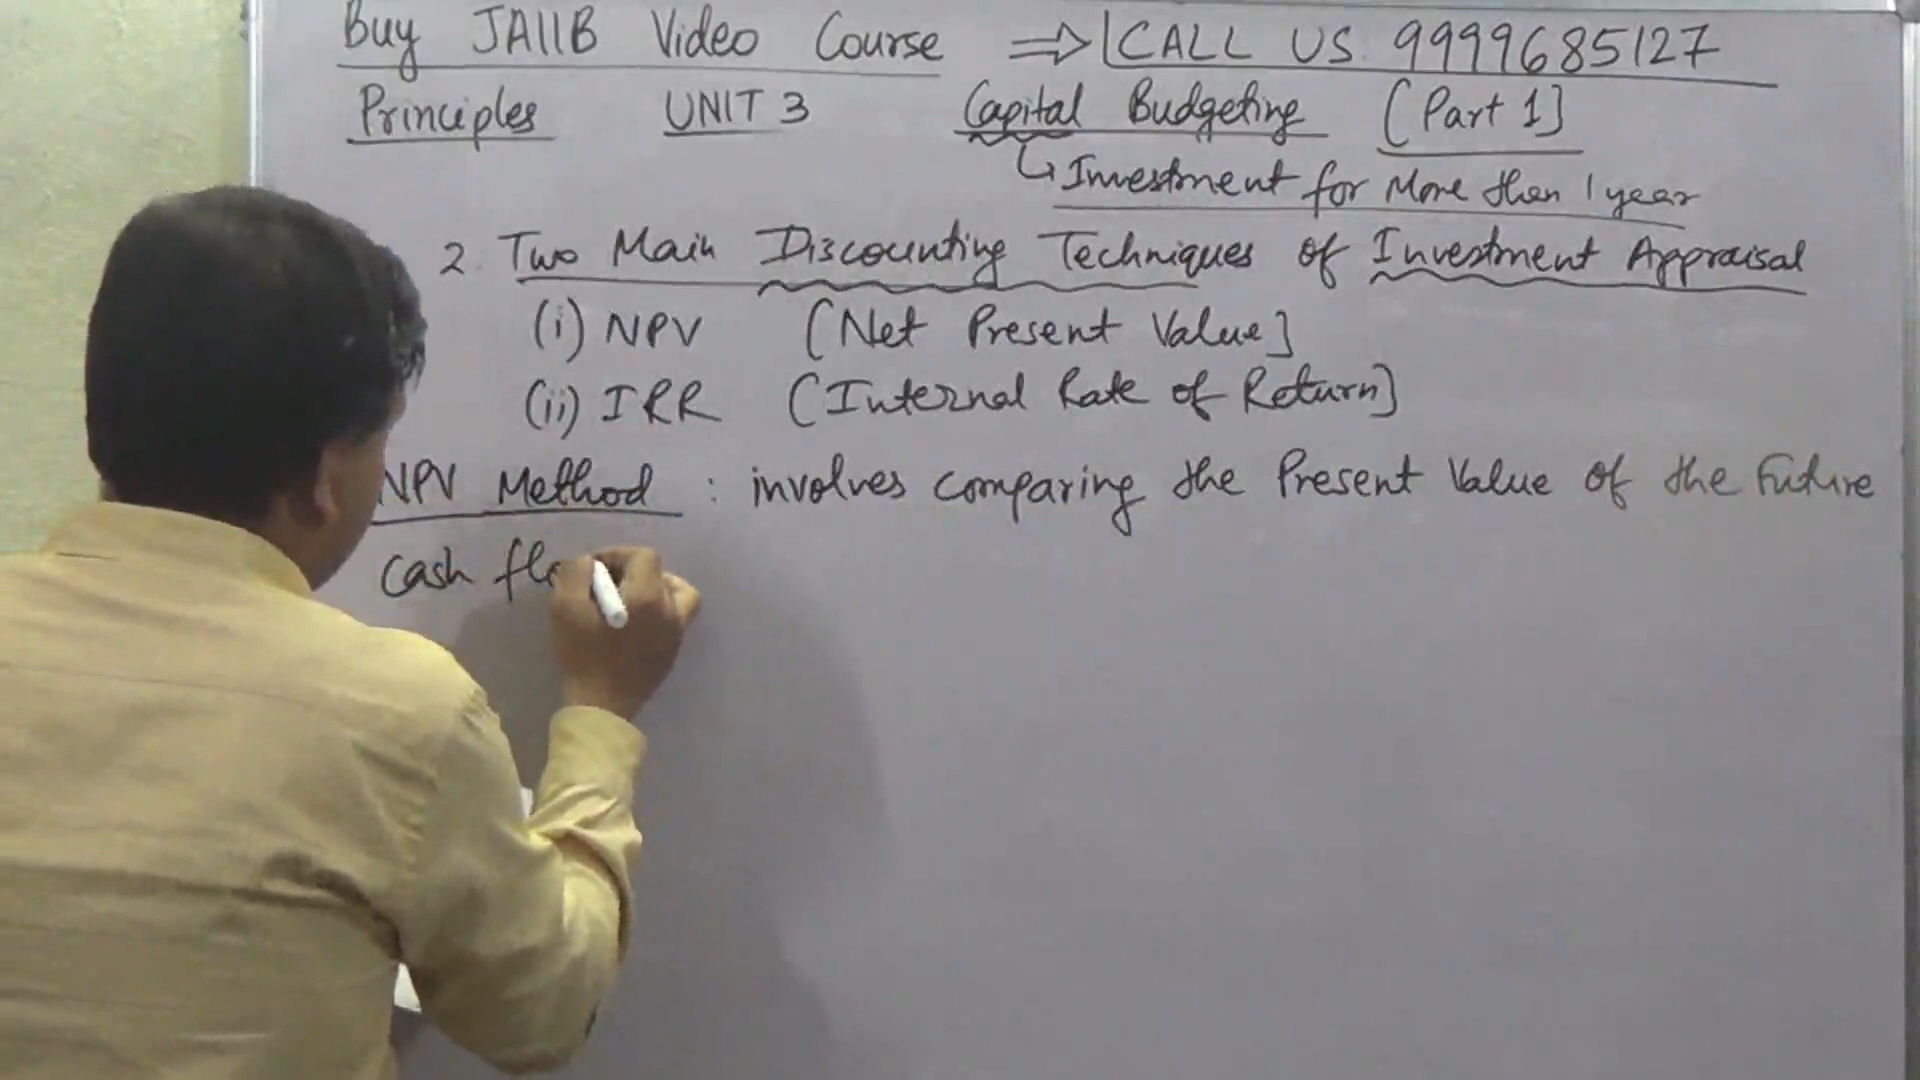 Buy JAIIB Video Course ⇒ CALL US 9999685127
Principles UNIT 3 Capital Budgeting [Part 1]
↳ Investment for More then 1 year
2. Two Main Discounting Techniques of Investment Appraisal
(i) NPV [Net Present Value]
(ii) IRR [Internal Rate of Return]
NPV Method : involves comparing the Present Value of the Future
cash flo